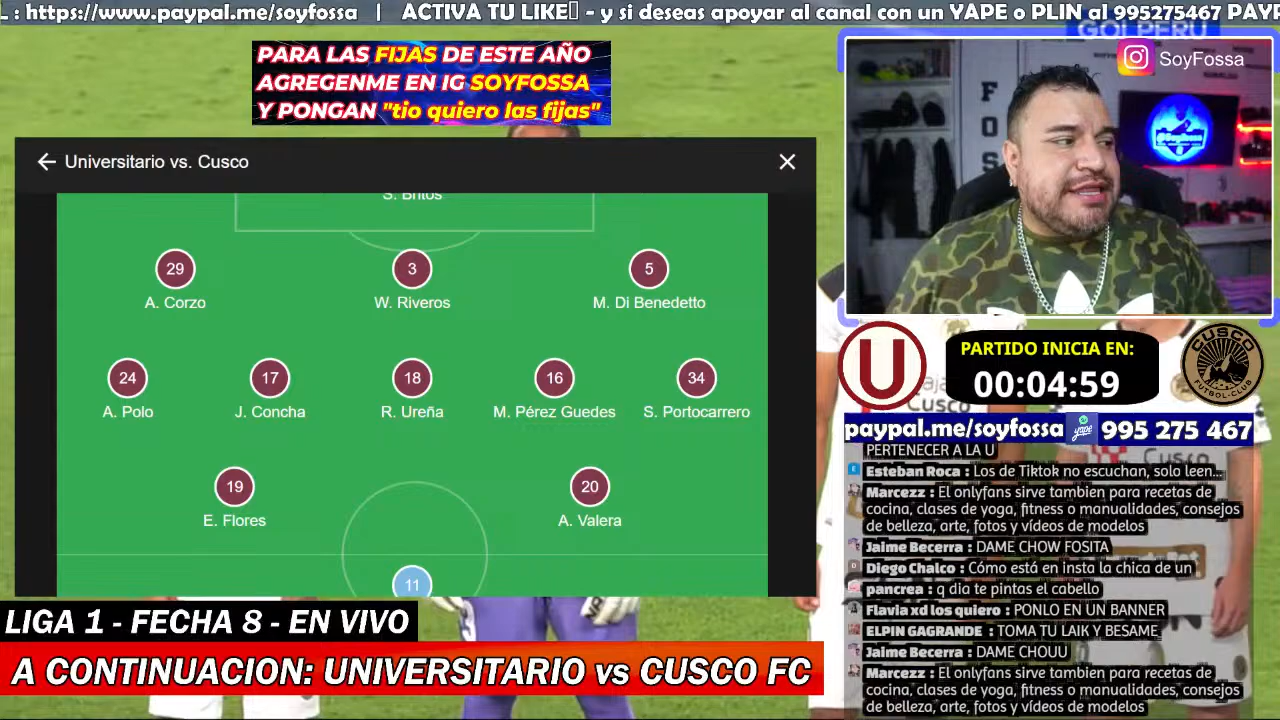 L : https://www.paypal.me/soyfossa | ACTIVA TU LIKE - y si deseas apoyar al canal con un YAPE o PLIN al 995275467 PAYP
GOLPERU
PARA LAS FIJAS DE ESTE AÑO
AGREGENME EN IG SOYFOSSA
Y PONGAN "tio quiero las fijas"
SoyFossa
F
O
S
Universitario vs. Cusco
S. Britos
29
3
5
A. Corzo
W. Riveros
M. Di Benedetto
24
17
18
16
34
A. Polo
J. Concha
R. Ureña
M. Pérez Guedes
S. Portocarrero
19
20
E. Flores
A. Valera
11
U
PARTIDO INICIA EN:
00:04:59
CUSCO
FUTBOL-CLUB
Cusco
paypal.me/soyfossa yape 995 275 467
PERTENECER A LA U
Esteban Roca : Los de Tiktok no escuchan, solo leen...
Marcezz : El onlyfans sirve tambien para recetas de
cocina, clases de yoga, fitness o manualidades, consejos
de belleza, arte, fotos y vídeos de modelos
Jaime Becerra : DAME CHOW FOSITA
Diego Chalco : Cómo está en insta la chica de un
pancrea : q dia te pintas el cabello
Flavia xd los quiero : PONLO EN UN BANNER
ELPIN GAGRANDE : TOMA TU LAIK Y BESAME
Jaime Becerra : DAME CHOUU
Marcezz : El onlyfans sirve tambien para recetas de
cocina, clases de yoga, fitness o manualidades, consejos
de belleza, arte, fotos y vídeos de modelos
LIGA 1 - FECHA 8 - EN VIVO
A CONTINUACION: UNIVERSITARIO vs CUSCO FC